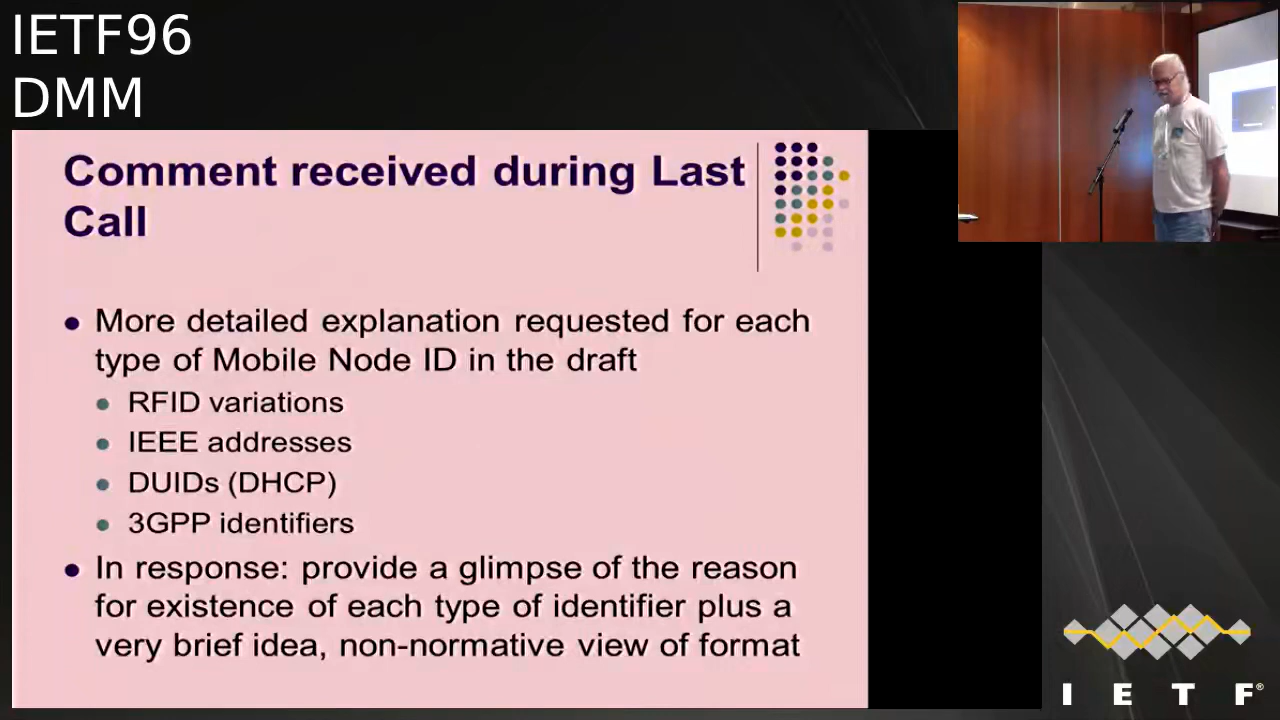 IETF96
DMM
Comment received during Last
Call
More detailed explanation requested for each
type of Mobile Node ID in the draft
RFID variations
IEEE addresses
DUIDs (DHCP)
3GPP identifiers
In response: provide a glimpse of the reason
for existence of each type of identifier plus a
very brief idea, non-normative view of format
I E T F®